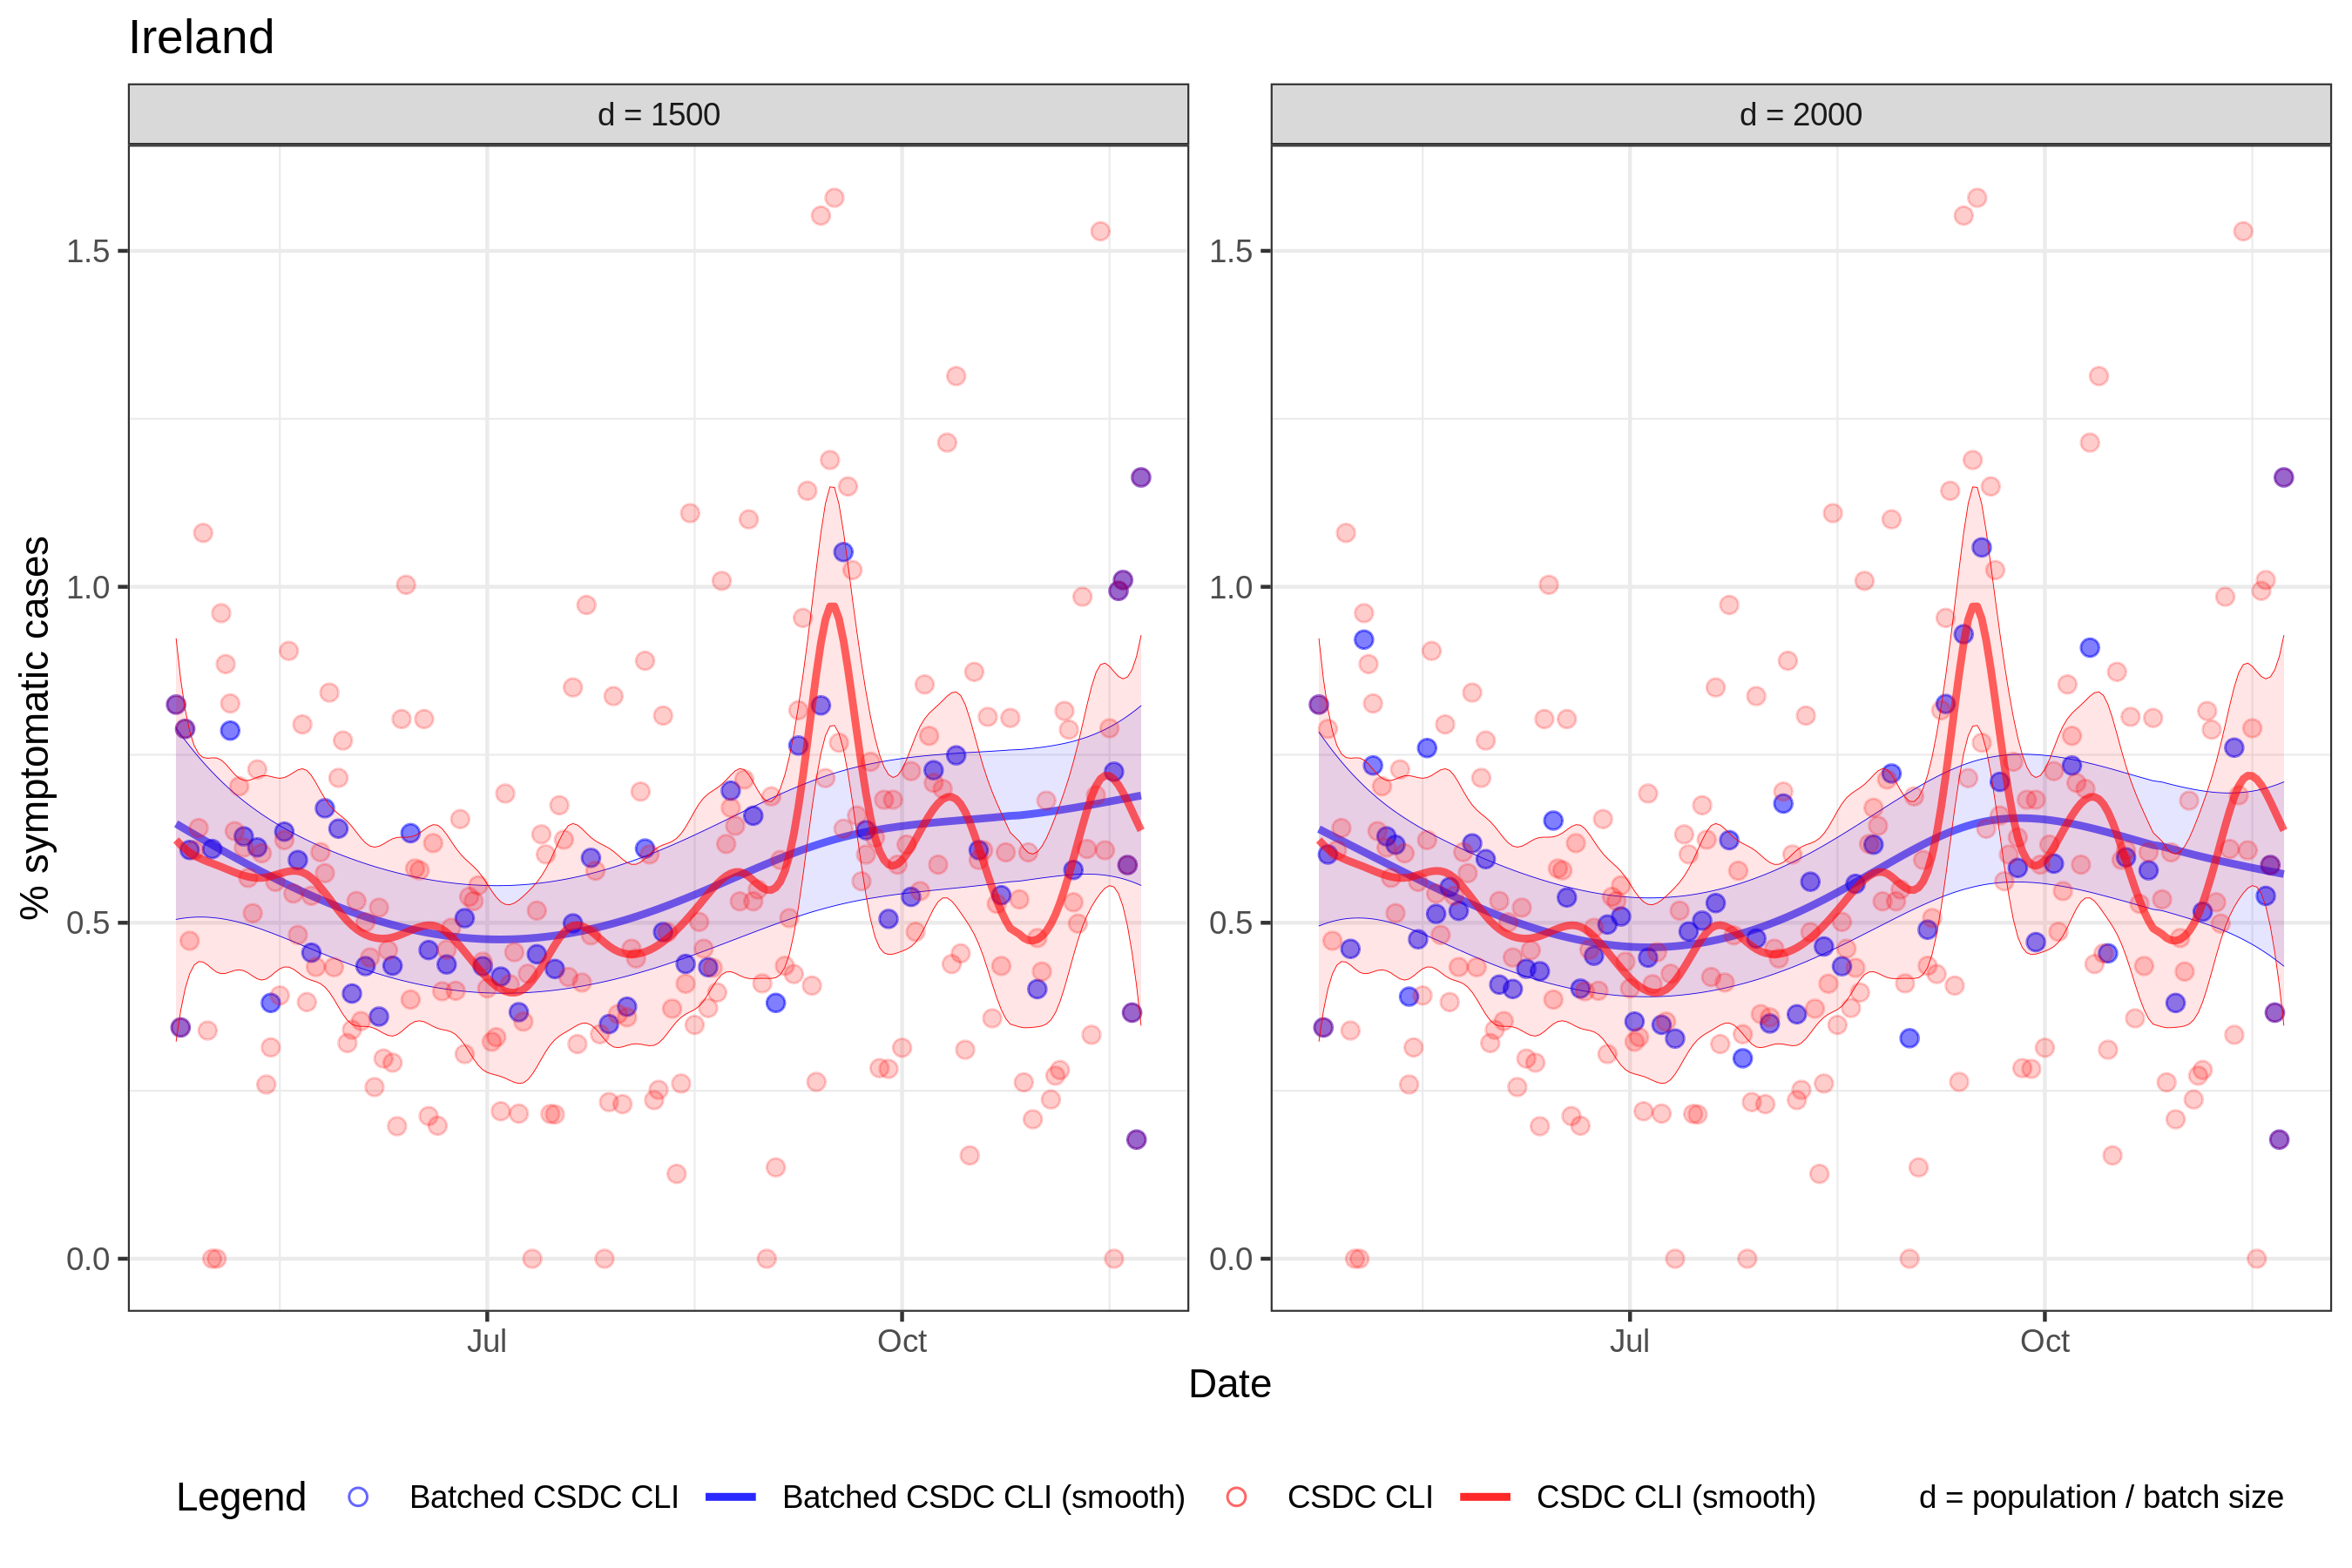 Ireland
d = 1500
d = 2000
% symptomatic cases
1.5
1.0
0.5
0.0
1.5
1.0
0.5
0.0
Jul
Oct
Jul
Oct
Date
Legend Batched CSDC CLI Batched CSDC CLI (smooth) CSDC CLI CSDC CLI (smooth) d = population / batch size